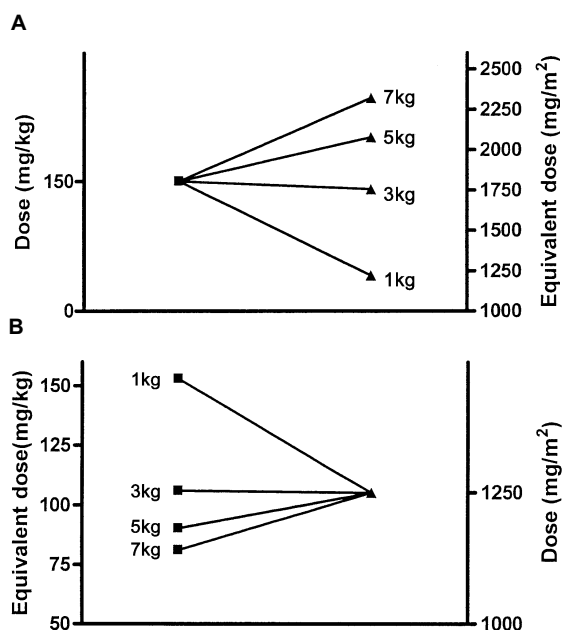 A
Dose (mg/kg)
150
0
7kg
5kg
3kg
1kg
2500
2250
2000
1750
1500
1250
1000
Equivalent dose (mg/m²)
B
Equivalent dose(mg/kg)
150
125
100
75
50
1kg
3kg
5kg
7kg
1250
1000
Dose (mg/m²)